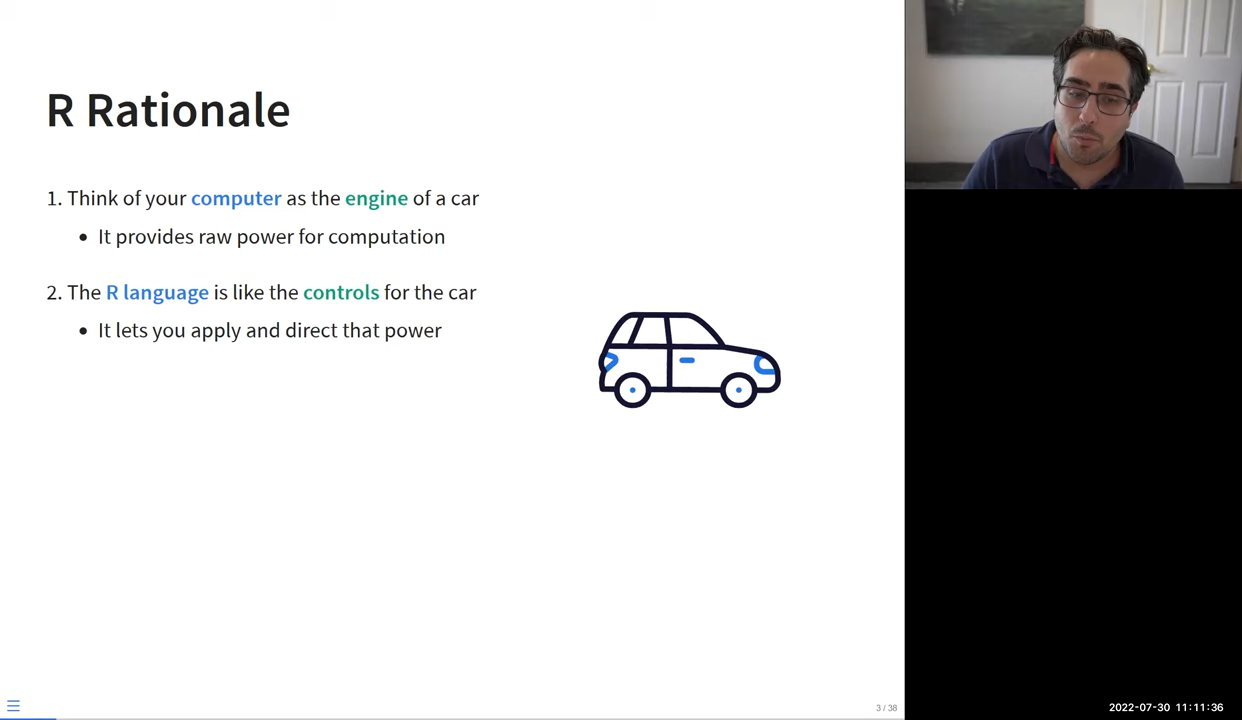 R Rationale
1. Think of your computer as the engine of a car
• It provides raw power for computation
2. The R language is like the controls for the car
• It lets you apply and direct that power
3 / 38
2022-07-30 11:11:36